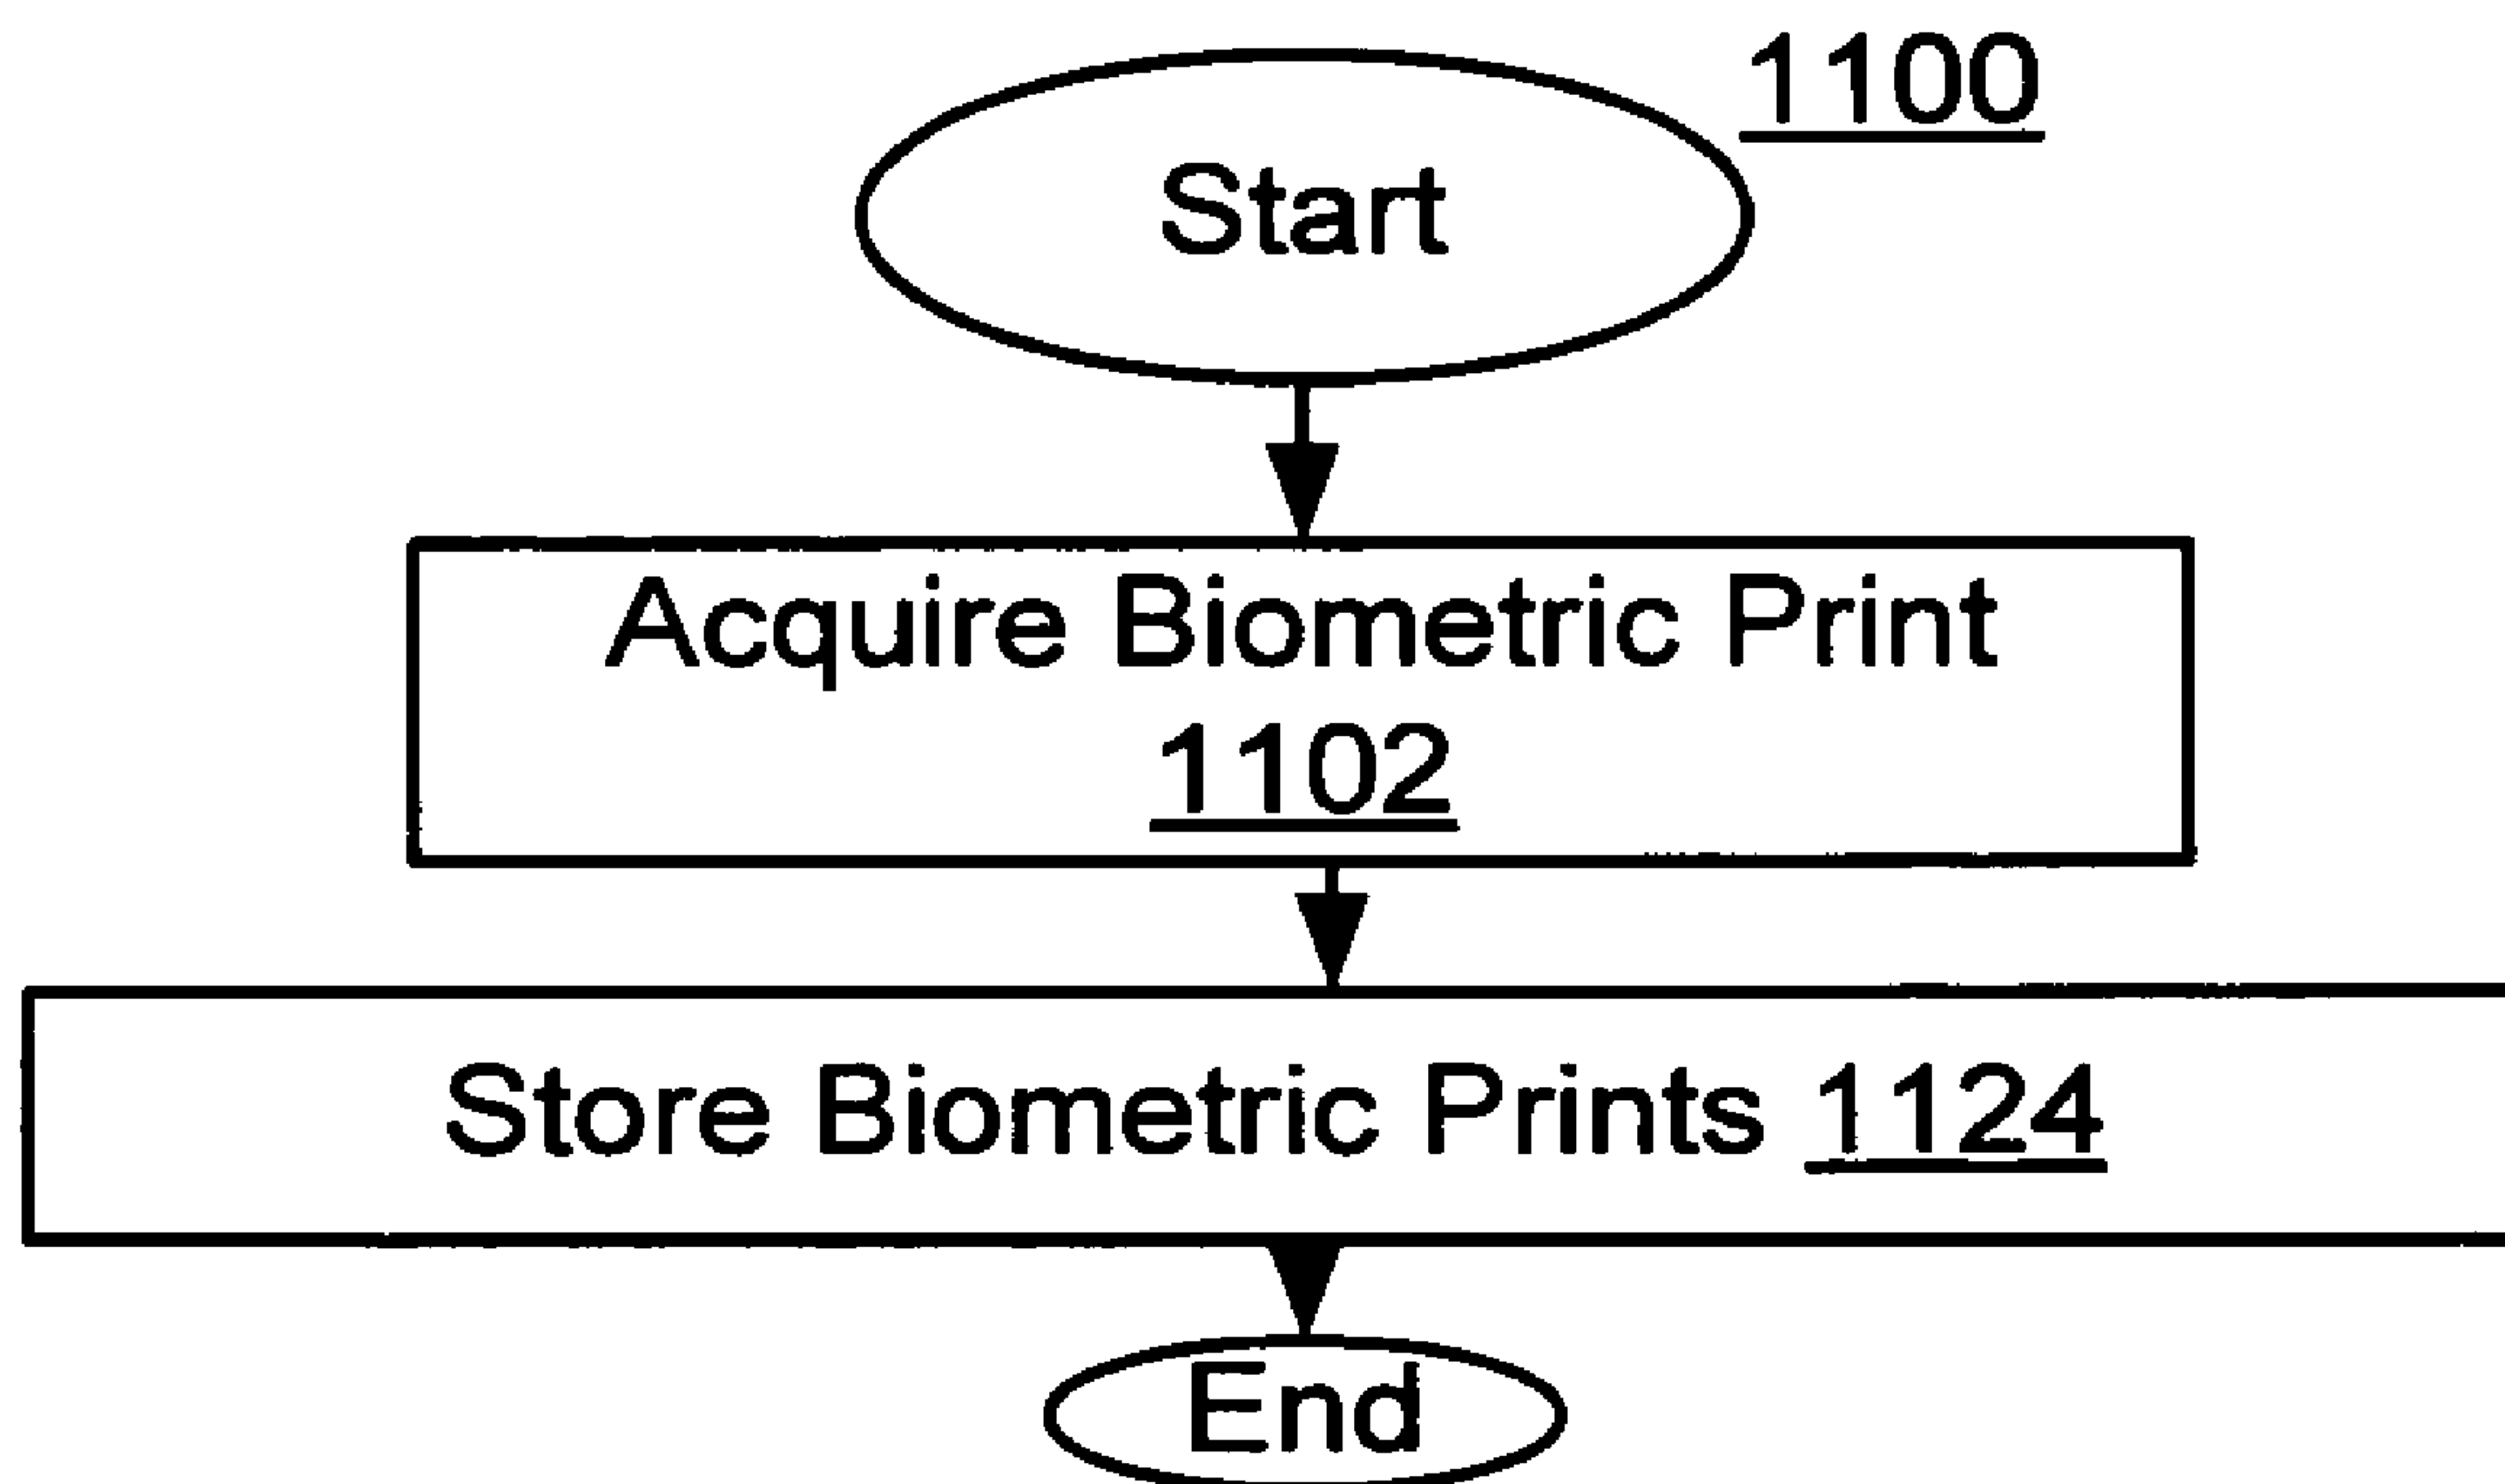 1100
Start
Acquire Biometric Print
1102
Store Biometric Prints 1124
End